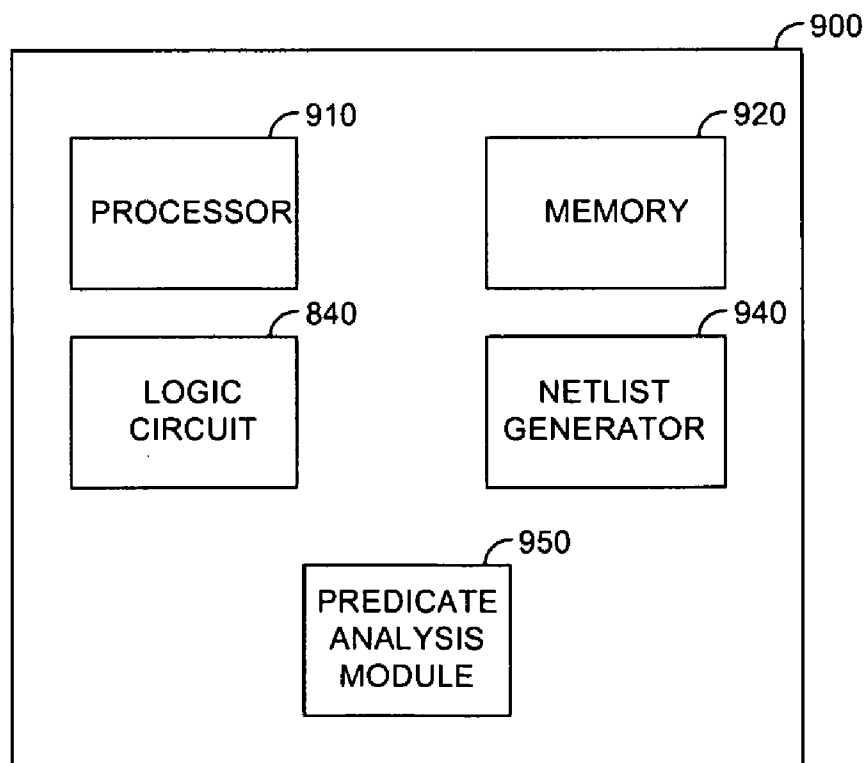 900
910
920
PROCESSOR
MEMORY
840
940
LOGIC
CIRCUIT
NETLIST
GENERATOR
950
PREDICATE
ANALYSIS
MODULE